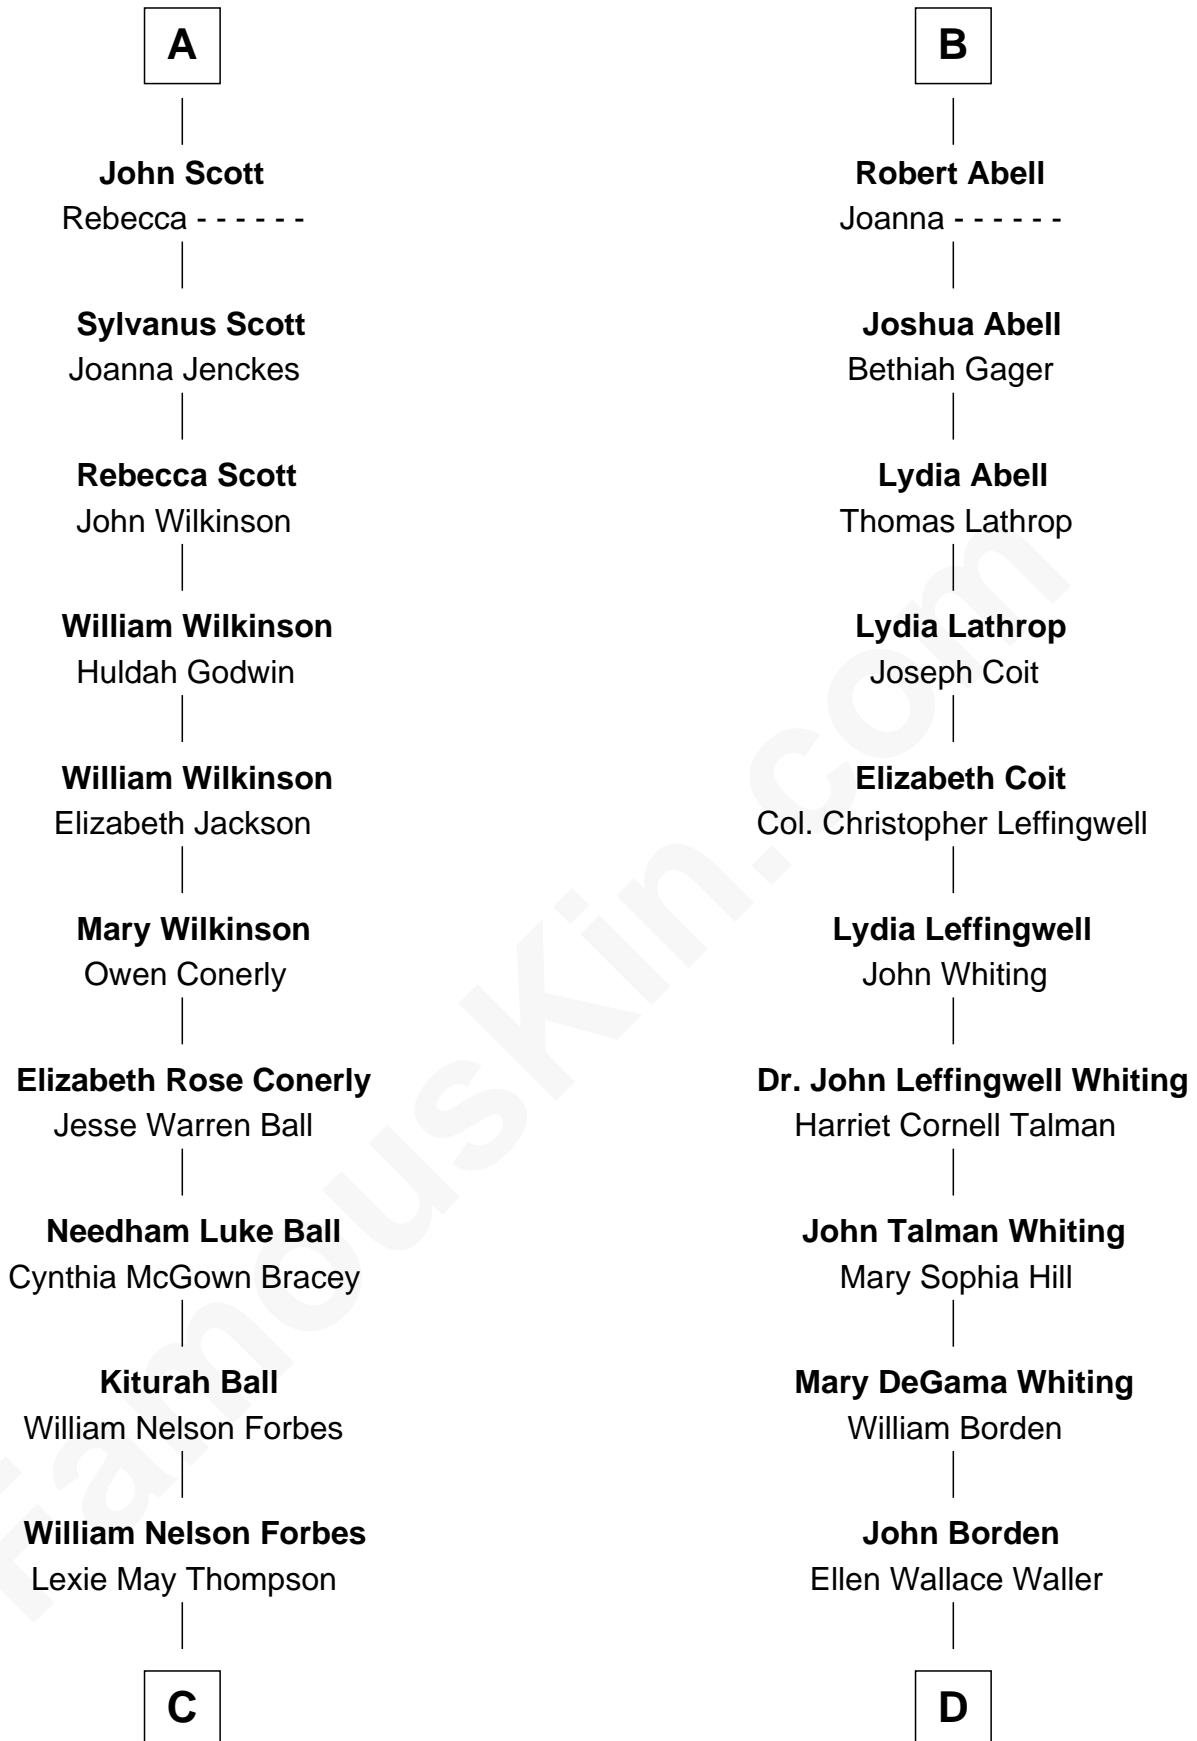 A
John Scott
Rebecca - - - - - -
Sylvanus Scott
Joanna Jenckes
Rebecca Scott
John Wilkinson
William Wilkinson
Huldah Godwin
William Wilkinson
Elizabeth Jackson
Mary Wilkinson
Owen Conerly
Elizabeth Rose Conerly
Jesse Warren Ball
Needham Luke Ball
Cynthia McGown Bracey
Kiturah Ball
William Nelson Forbes
William Nelson Forbes
Lexie May Thompson
C
B
Robert Abell
Joanna - - - - - -
Joshua Abell
Bethiah Gager
Lydia Abell
Thomas Lathrop
Lydia Lathrop
Joseph Coit
Elizabeth Coit
Col. Christopher Leffingwell
Lydia Leffingwell
John Whiting
Dr. John Leffingwell Whiting
Harriet Cornell Talman
John Talman Whiting
Mary Sophia Hill
Mary DeGama Whiting
William Borden
John Borden
Ellen Wallace Waller
D
FamousKin.com